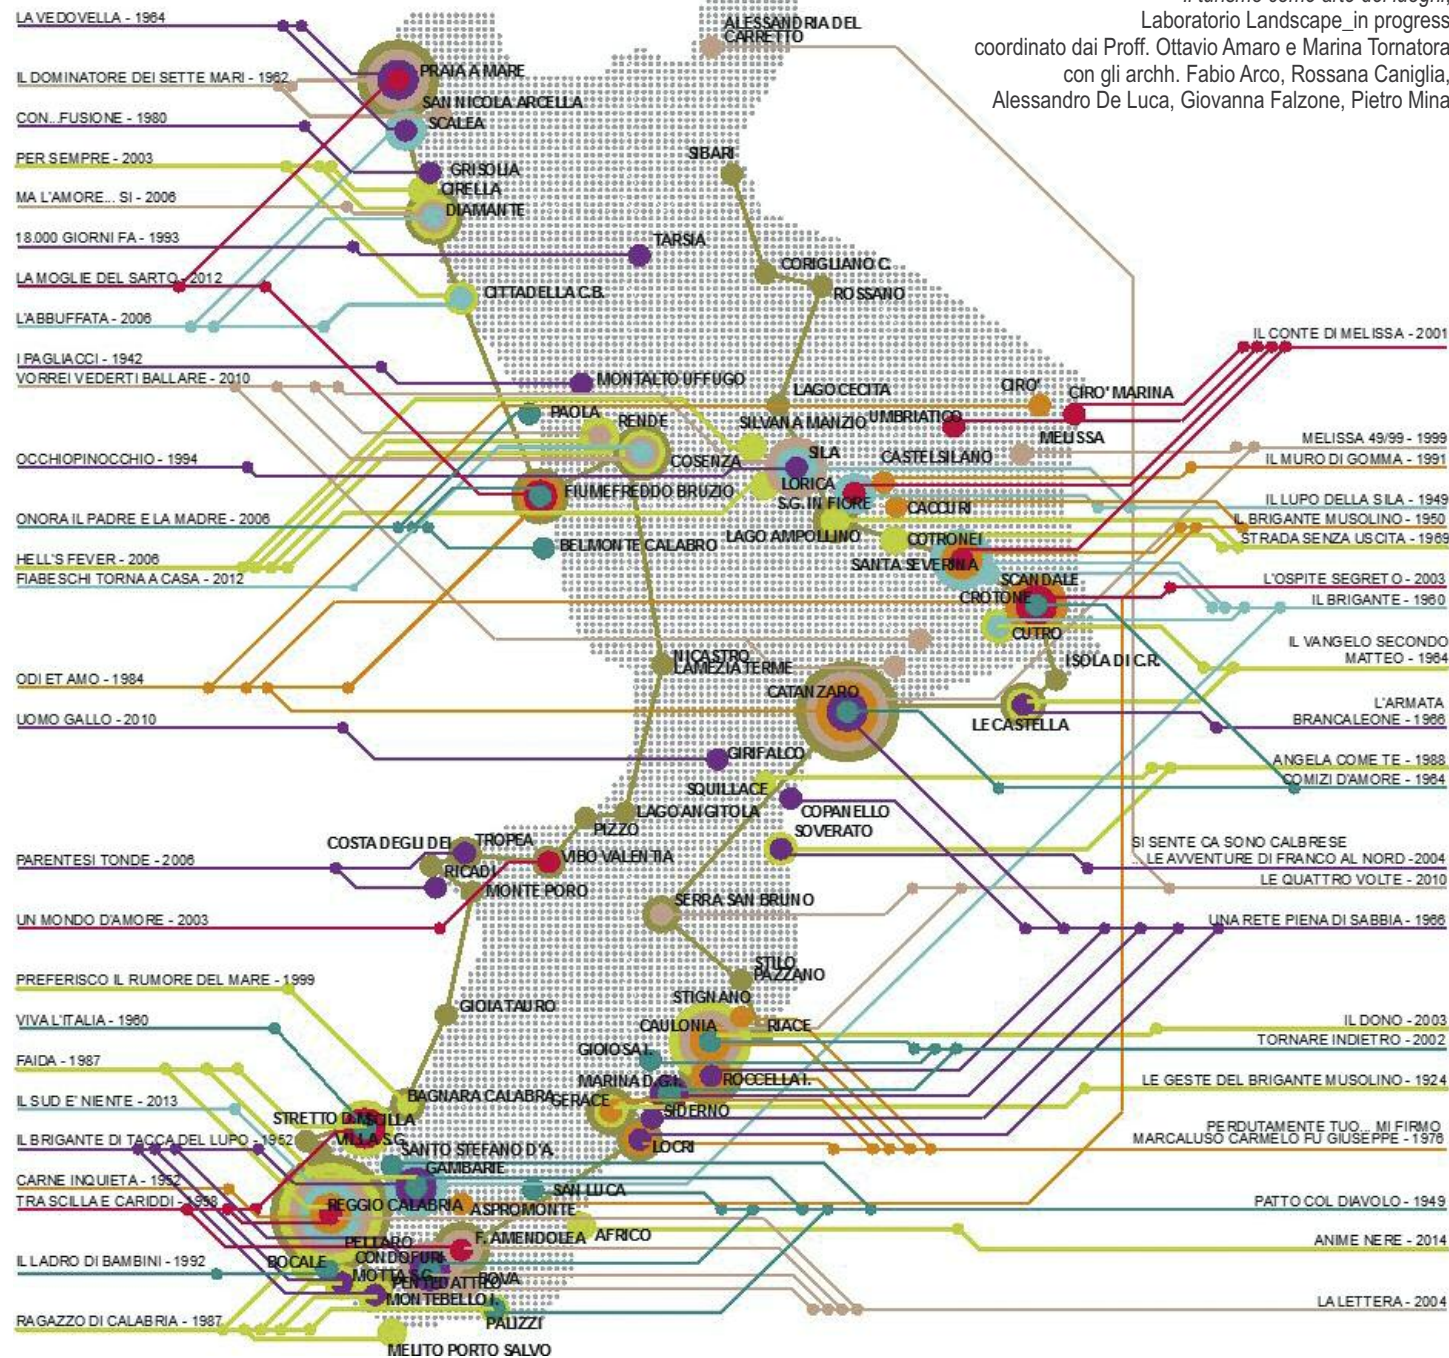 Il turismo come arte dei luoghi,
Laboratorio Landscape_in progress
coordinato dai Proff. Ottavio Amaro e Marina Tornatora
con gli archh. Fabio Arco, Rossana Caniglia,
Alessandro De Luca, Giovanna Falzone, Pietro Mina
LA VEDOVELLA - 1964
IL DOMINATORE DEI SETTE MARI - 1962
CON...FUSIONE - 1980
PER SEMPRE - 2003
MA L'AMORE... SI - 2006
18.000 GIORNI FA - 1993
LA MOGLIE DEL SARTO - 2012
L'ABBUFFATA - 2006
I PAGLIACCI - 1942
VORREI VEDERTI BALLARE - 2010
OCCHIOPINOCCHIO - 1994
ONORA IL PADRE E LA MADRE - 2006
HELL'S FEVER - 2006
FIABESCHI TORNA A CASA - 2012
ODI ET AMO - 1984
UOMO GALLO - 2010
PARENTESI TONDE - 2006
UN MONDO D'AMORE - 2003
PREFERISCO IL RUMORE DEL MARE - 1999
VIVA L'ITALIA - 1960
FAIDA - 1987
IL SUD E' NIENTE - 2013
IL BRIGANTE DI TACCA DEL LUPO - 1952
CARNE INQUIETA - 1952
TRA SCILLA E CARIDDI - 1998
IL LADRO DI BAMBINI - 1992
RAGAZZO DI CALABRIA - 1987
ALESSANDRIA DEL
CARRETTO
PRAIA A MARE
SAN NICOLA ARCELLA
SCALEA
GRISOLIA
CIRELLA
DIAMANTE
SIBARI
TARSIA
CORIGLIANO C.
ROSSANO
CITTADELLA C.B.
MONTALTO UFFUGO
LAGO CECITA
CIRO'
CIRO' MARINA
PAOLA
RENDE
SILVANA MANZIO
UMBRIATICO
MELISSA
COSENZA
SILA
CASTELSILANO
LORICA
FIUMEFREDDO BRUZIO
S.G. IN FIORE
CACCURI
LAGO AMPOLLINO
COTRONEI
BELMONTE CALABRO
SANTA SEVERINA
SCANDALE
CROTONE
CUTRO
NICASTRO
LAMEZIA TERME
ISOLA DI C.R.
CATANZARO
LE CASTELLA
GIRIFALCO
SQUILLACE
COPANELLO
LAGO ANGITOLA
PIZZO
SOVERATO
COSTA DEGLI DEI
TROPEA
VIBO VALENTIA
RICADI
MONTE PORO
SERRA SAN BRUNO
STILO
PAZZANO
STIGNANO
GIOIA TAURO
CAULONIA
RIACE
GIOIOSA I.
MARINA D.G.I.
ROCCELLA I.
BAGNARA CALABRA
GERACE
SIDERNO
STRETTO D.M.
SCILLA
VILLA S.G.
LOCRI
SANTO STEFANO D'A.
GAMBARIE
SAN LUCA
REGGIO CALABRIA
ASPROMONTE
AFRICO
F. AMENDOLEA
PELLARO
CONDOFURI
BOCALE
MOTTA S.G.
PENTEDATTILO
BOVA
MONTEBELLO I.
PALIZZI
MELITO PORTO SALVO
IL CONTE DI MELISSA - 2001
MELISSA 49/99 - 1999
IL MURO DI GOMMA - 1991
IL LUPO DELLA SILA - 1949
IL BRIGANTE MUSOLINO - 1950
STRADA SENZA USCITA - 1969
L'OSPITE SEGRETO - 2003
IL BRIGANTE - 1960
IL VANGELO SECONDO
MATTEO - 1964
L'ARMATA
BRANCALEONE - 1966
ANGELA COME TE - 1988
COMIZI D'AMORE - 1964
SI SENTE CA SONO CALBRESE
...LE AVVENTURE DI FRANCO AL NORD - 2004
LE QUATTRO VOLTE - 2010
UNA RETE PIENA DI SABBIA - 1966
IL DONO - 2003
TORNARE INDIETRO - 2002
LE GESTE DEL BRIGANTE MUSOLINO - 1924
PERDUTAMENTE TUO... MI FIRMO
MARCALUSO CARMELO FU GIUSEPPE - 1976
PATTO COL DIAVOLO - 1949
ANIME NERE - 2014
LA LETTERA - 2004